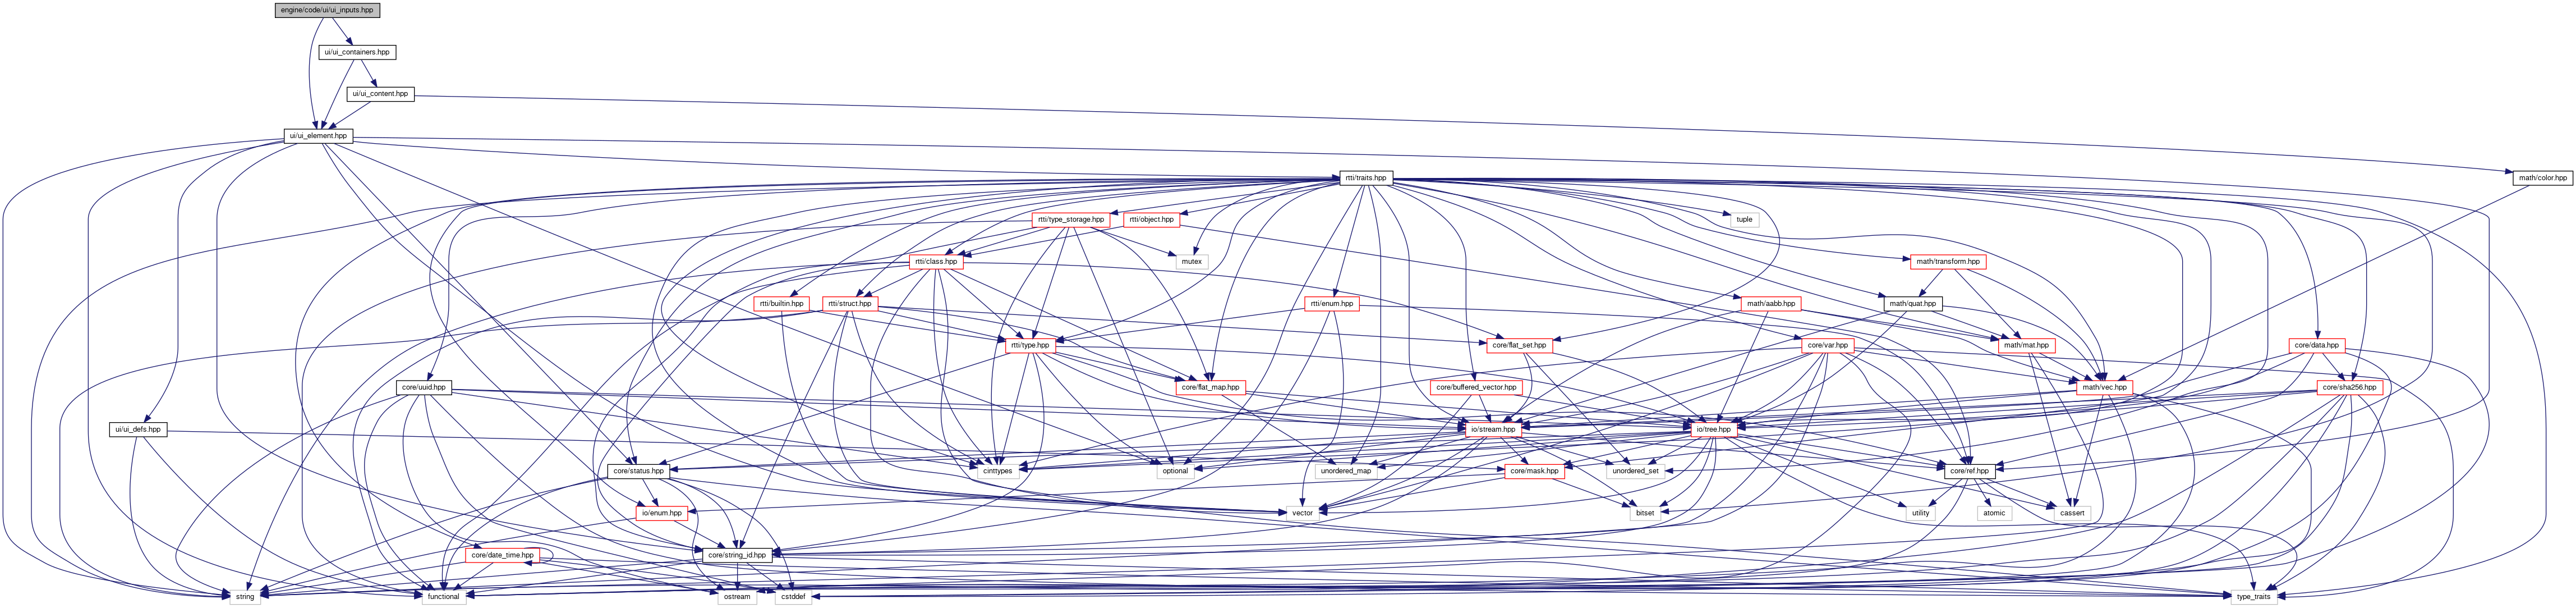 engine/code/ui/ui_inputs.hpp
ui/ui_containers.hpp
ui/ui_content.hpp
ui/ui_element.hpp
rtti/traits.hpp
math/color.hpp
rtti/type_storage.hpp
rtti/object.hpp
tuple
rtti/class.hpp
mutex
math/transform.hpp
rtti/builtin.hpp
rtti/struct.hpp
rtti/enum.hpp
math/aabb.hpp
math/quat.hpp
rtti/type.hpp
core/flat_set.hpp
core/var.hpp
math/mat.hpp
core/data.hpp
core/uuid.hpp
core/flat_map.hpp
core/buffered_vector.hpp
math/vec.hpp
core/sha256.hpp
ui/ui_defs.hpp
io/stream.hpp
io/tree.hpp
core/status.hpp
cinttypes
optional
unordered_map
core/mask.hpp
unordered_set
core/ref.hpp
io/enum.hpp
vector
bitset
utility
atomic
cassert
core/date_time.hpp
core/string_id.hpp
string
functional
ostream
cstddef
type_traits